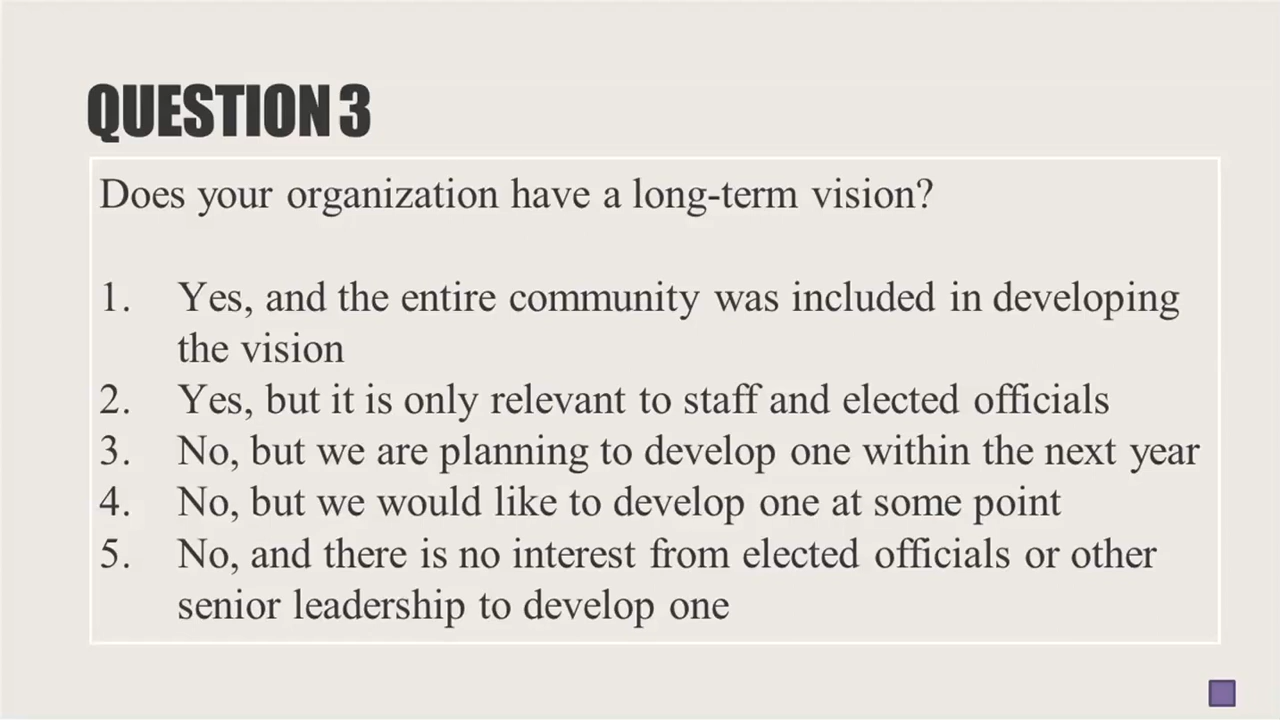 QUESTION 3
Does your organization have a long-term vision?
1. Yes, and the entire community was included in developing
the vision
2. Yes, but it is only relevant to staff and elected officials
3. No, but we are planning to develop one within the next year
4. No, but we would like to develop one at some point
5. No, and there is no interest from elected officials or other
senior leadership to develop one